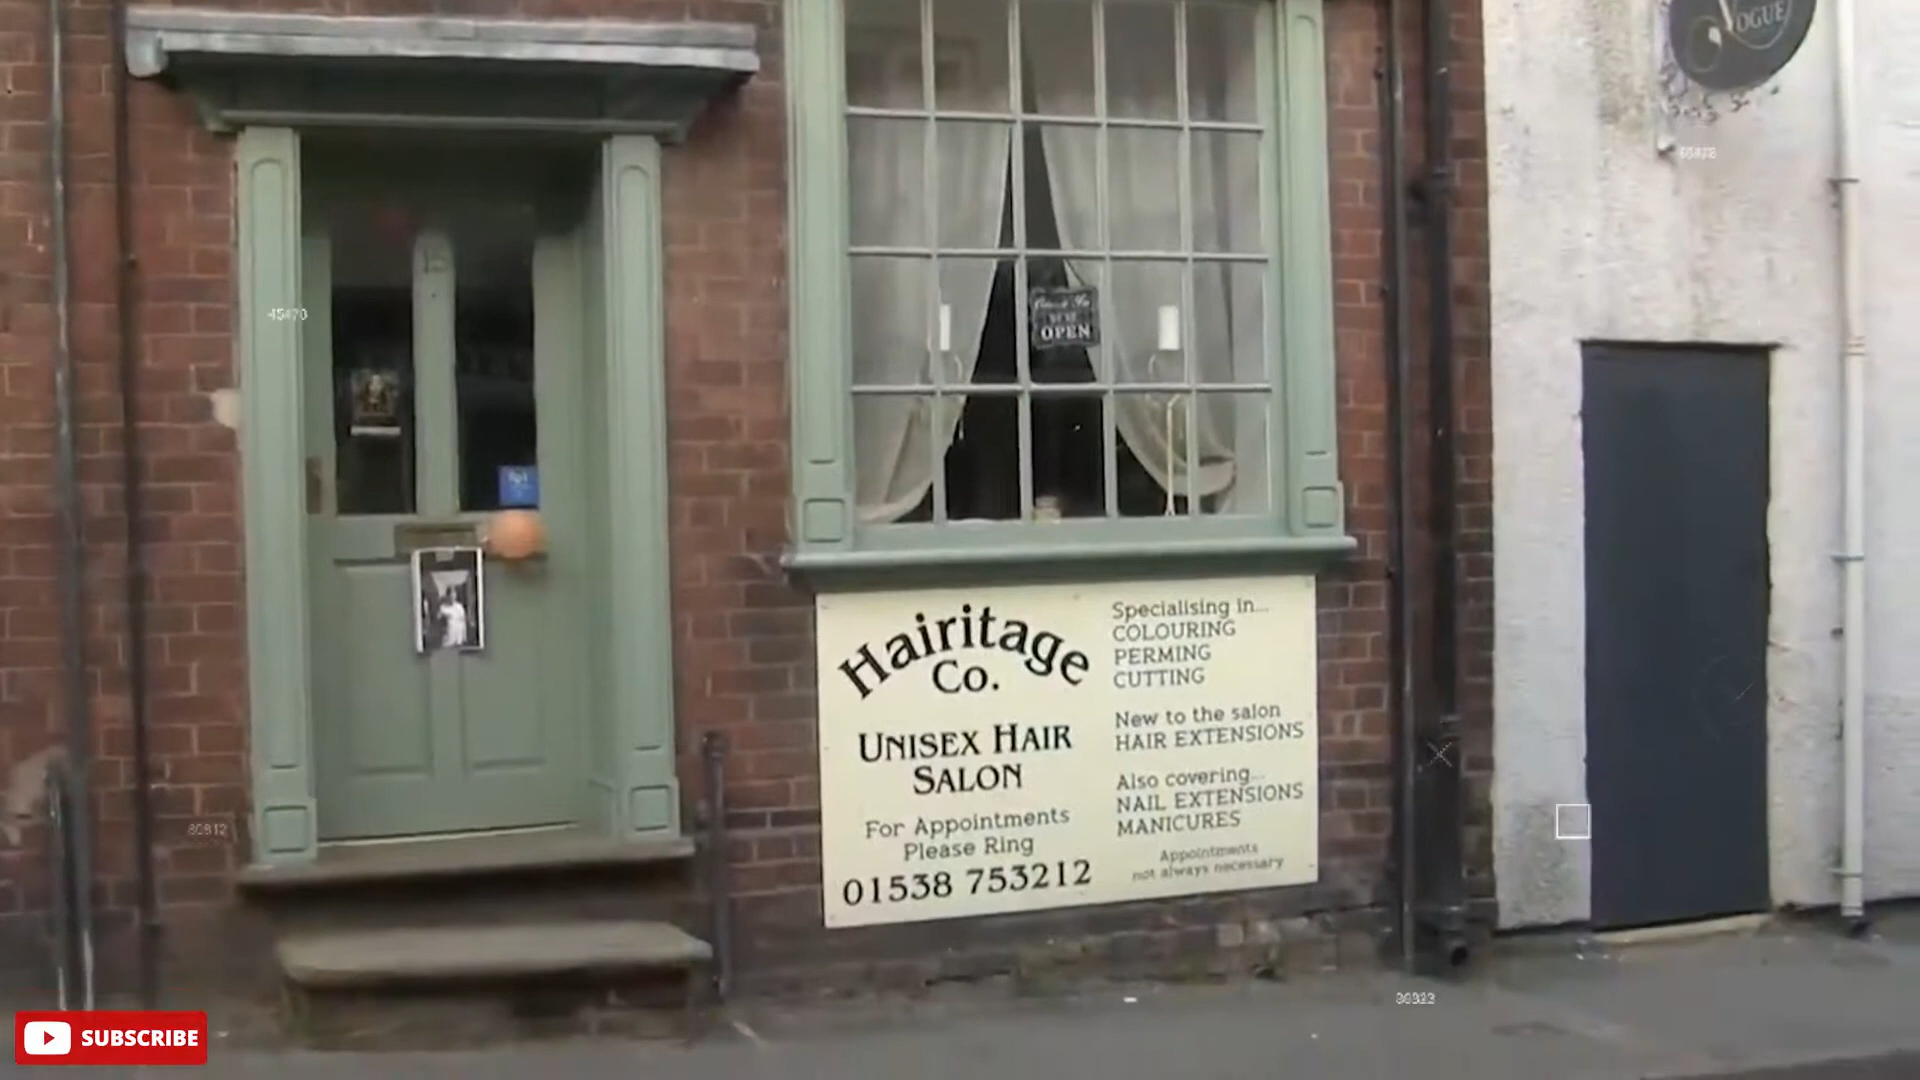 VOGUE
OPEN
Hairitage
Co.
UNISEX HAIR
SALON
For Appointments
Please Ring
01538 753212
Specialising in...
COLOURING
PERMING
CUTTING
New to the salon
HAIR EXTENSIONS
Also covering...
NAIL EXTENSIONS
MANICURES
Appointments
not always necessary
SUBSCRIBE